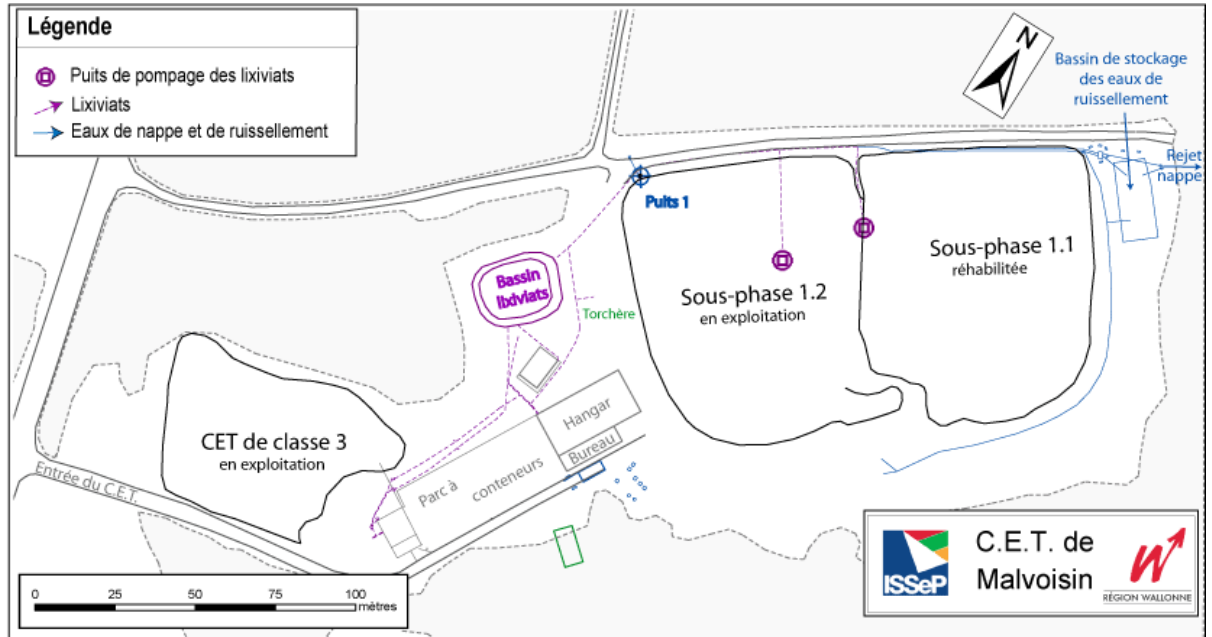 Légende
Puits de pompage des lixiviats
Lixiviats
Eaux de nappe et de ruissellement
N
Bassin de stockage
des eaux de
ruissellement
Rejet
nappe
Puits 1
Bassin
lixiviats
Torchère
Sous-phase 1.1
réhabilitée
Sous-phase 1.2
en exploitation
CET de classe 3
en exploitation
Hangar
Bureau
Parc à
conteneurs
Entrée du C.E.T.
0 25 50 75 100
mètres
ISSeP
C.E.T. de
Malvoisin
RÉGION WALLONNE